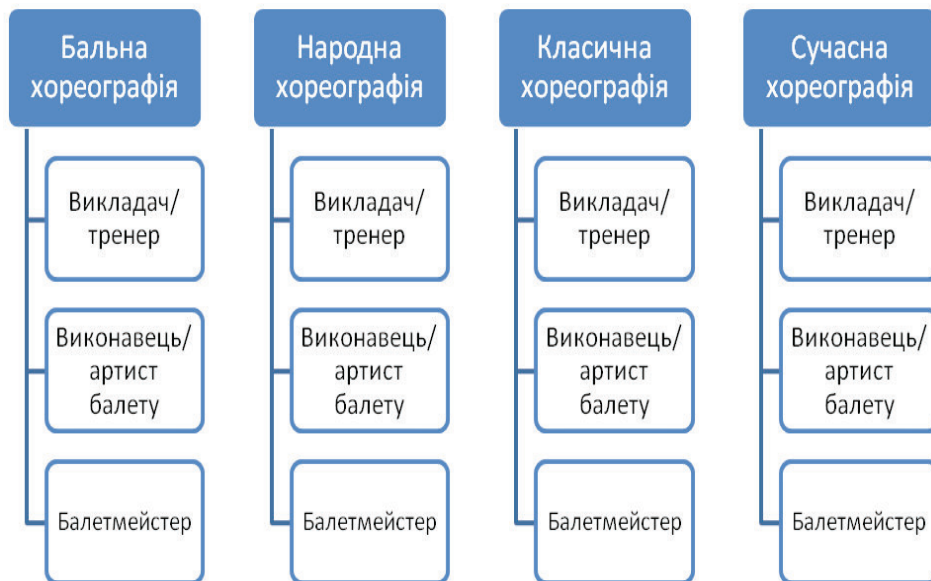 Бальна
хореографія
Викладач/
тренер
Виконавець/
артист
балету
Балетмейстер
Народна
хореографія
Викладач/
тренер
Виконавець/
артист
балету
Балетмейстер
Класична
хореографія
Викладач/
тренер
Виконавець/
артист
балету
Балетмейстер
Сучасна
хореографія
Викладач/
тренер
Виконавець/
артист
балету
Балетмейстер